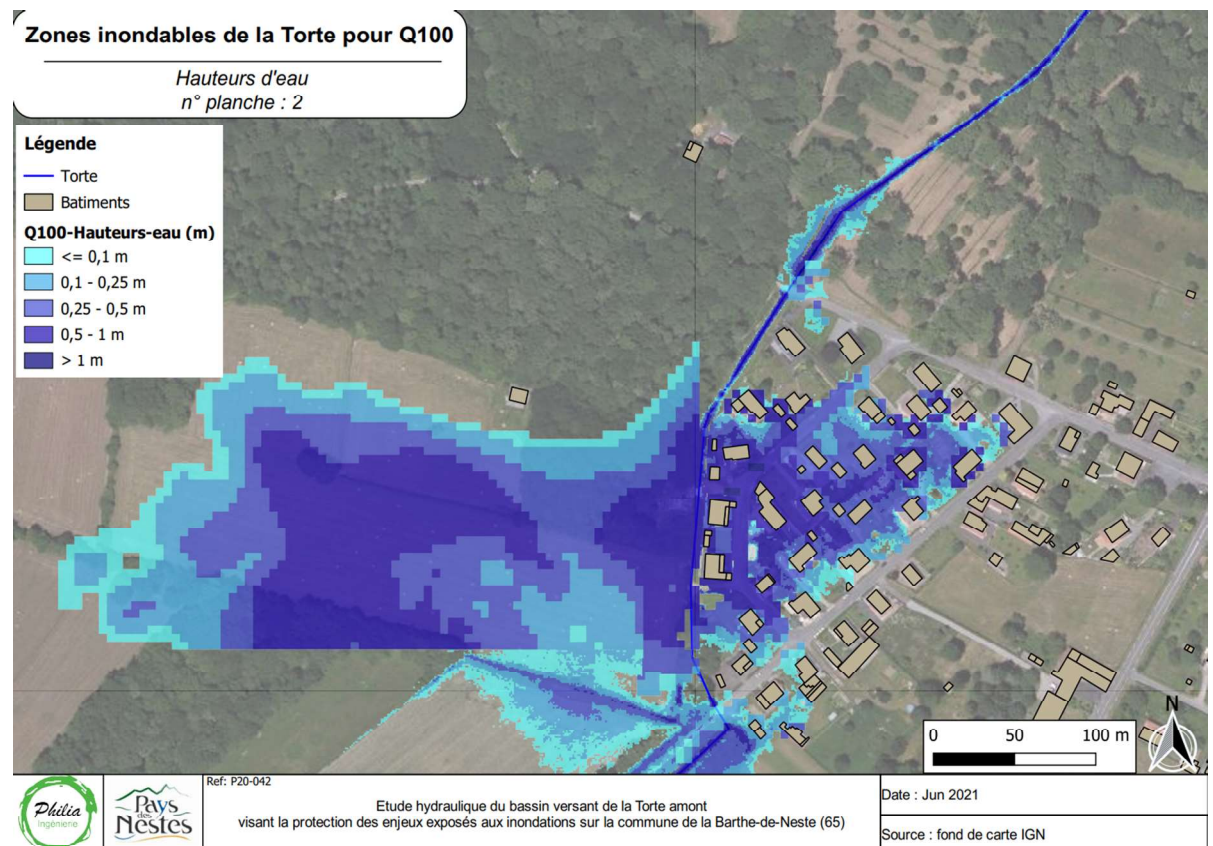 Zones inondables de la Torte pour Q100
Hauteurs d'eau
n° planche : 2
Légende
Torte
Batiments
Q100-Hauteurs-eau (m)
<= 0,1 m
0,1 - 0,25 m
0,25 - 0,5 m
0,5 - 1 m
> 1 m
N
0 50 100 m
Philia
Ingénierie
Pays
des
Nestes
Ref: P20-042
Etude hydraulique du bassin versant de la Torte amont
visant la protection des enjeux exposés aux inondations sur la commune de la Barthe-de-Neste (65)
Date : Jun 2021
Source : fond de carte IGN